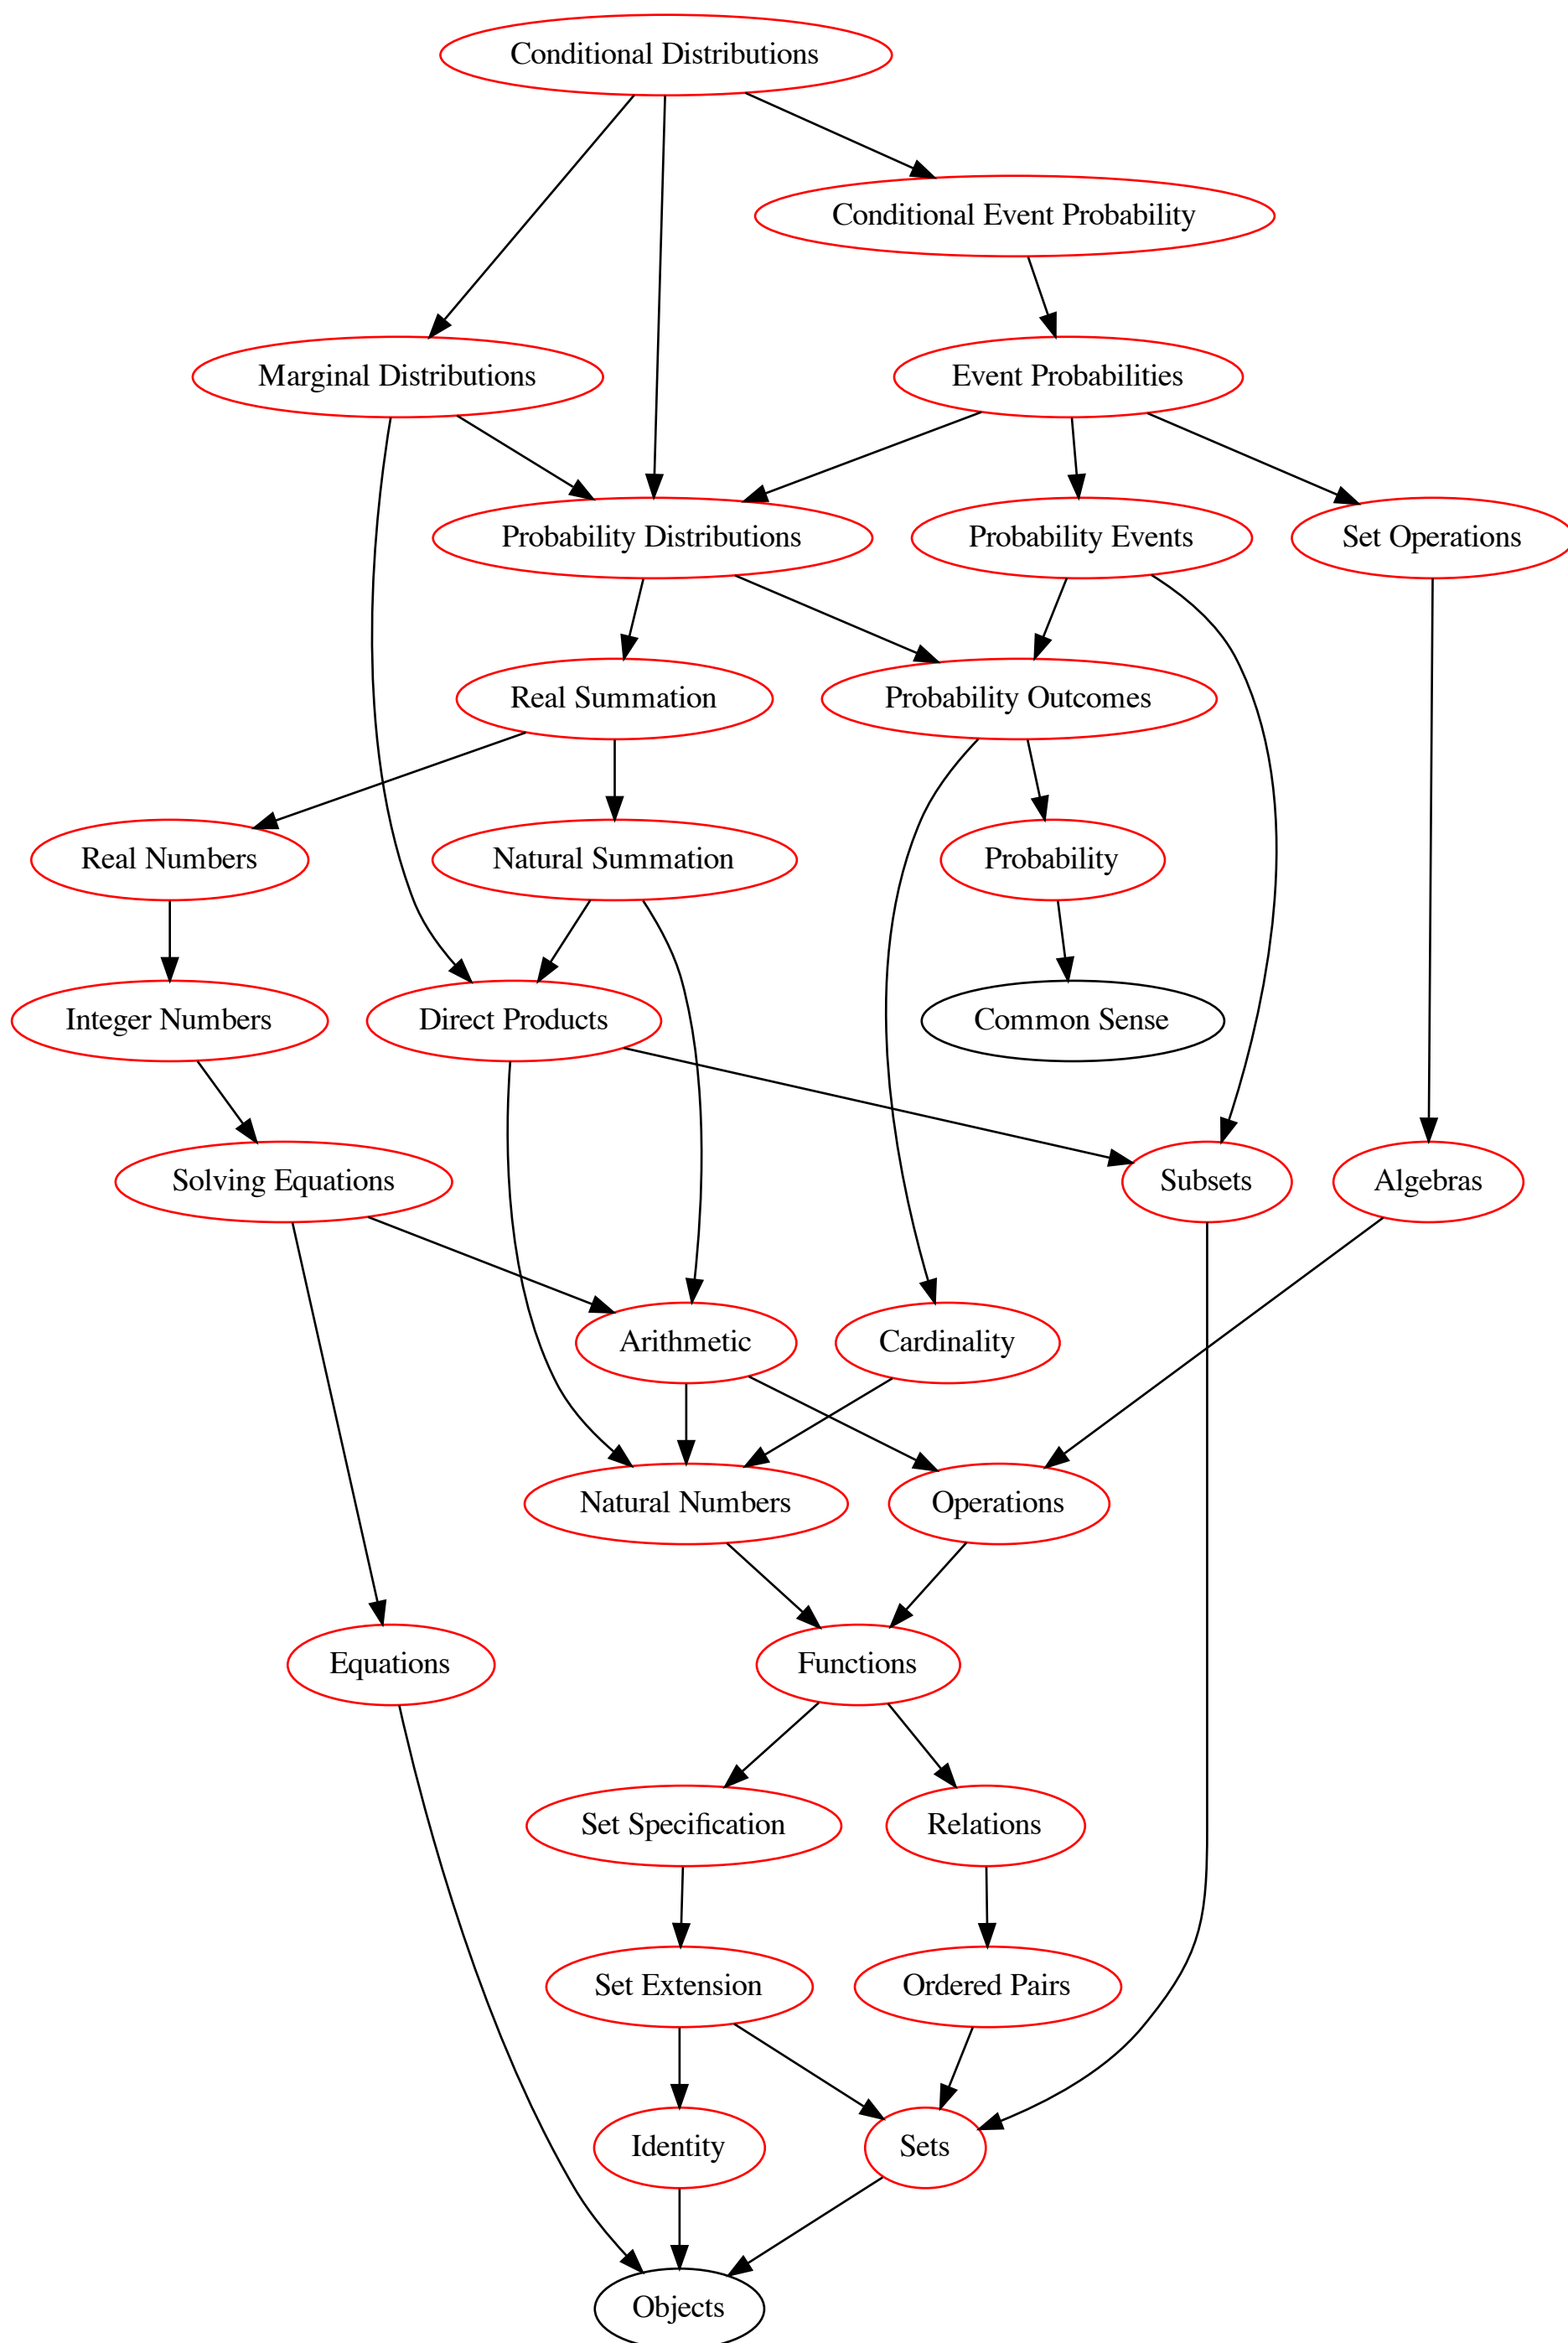 Conditional Distributions
Conditional Event Probability
Marginal Distributions
Event Probabilities
Probability Distributions
Probability Events
Set Operations
Real Summation
Probability Outcomes
Real Numbers
Natural Summation
Probability
Integer Numbers
Direct Products
Common Sense
Solving Equations
Subsets
Algebras
Arithmetic
Cardinality
Natural Numbers
Operations
Equations
Functions
Set Specification
Relations
Set Extension
Ordered Pairs
Identity
Sets
Objects